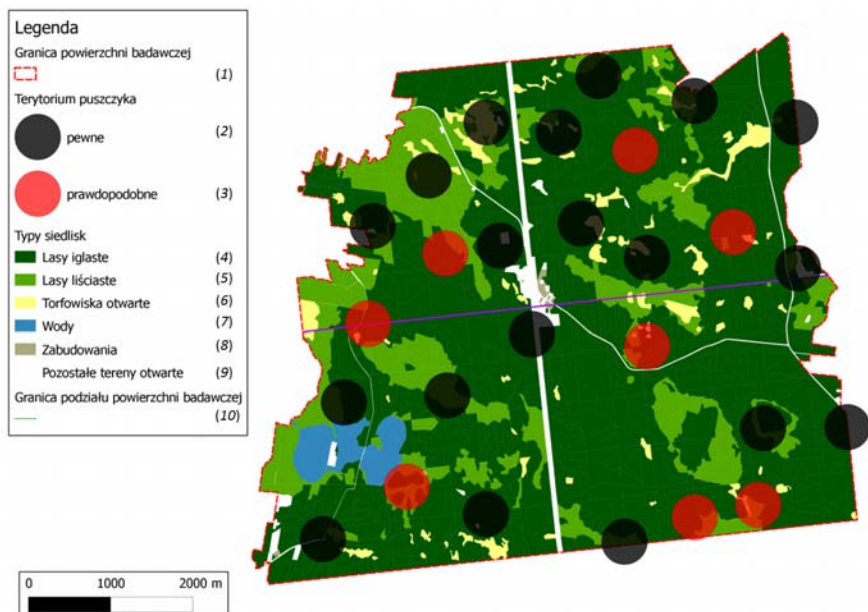 Legenda
Granica powierzchni badawczej
(1)
Terytorium puszczyka
pewne (2)
prawdopodobne (3)
Typy siedlisk
Lasy iglaste (4)
Lasy liściaste (5)
Torfowiska otwarte (6)
Wody (7)
Zabudowania (8)
Pozostałe tereny otwarte (9)
Granica podziału powierzchni badawczej
(10)
0 1000 2000 m